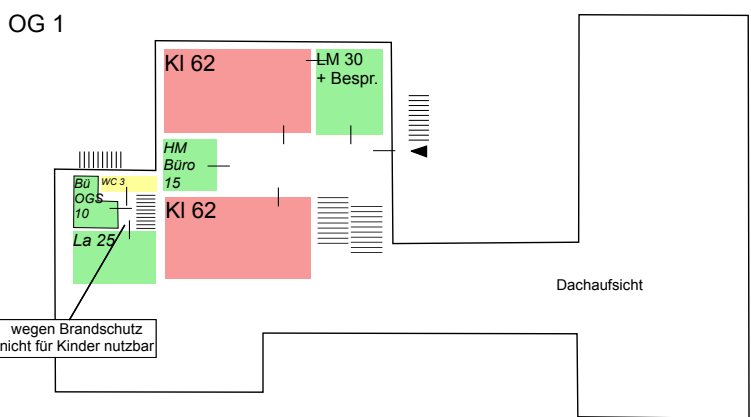 OG 1
Kl 62
LM 30
+ Bespr.
HM
Büro
15
Bü
OGS
10
WC 3
Kl 62
La 25
Dachaufsicht
wegen Brandschutz
nicht für Kinder nutzbar